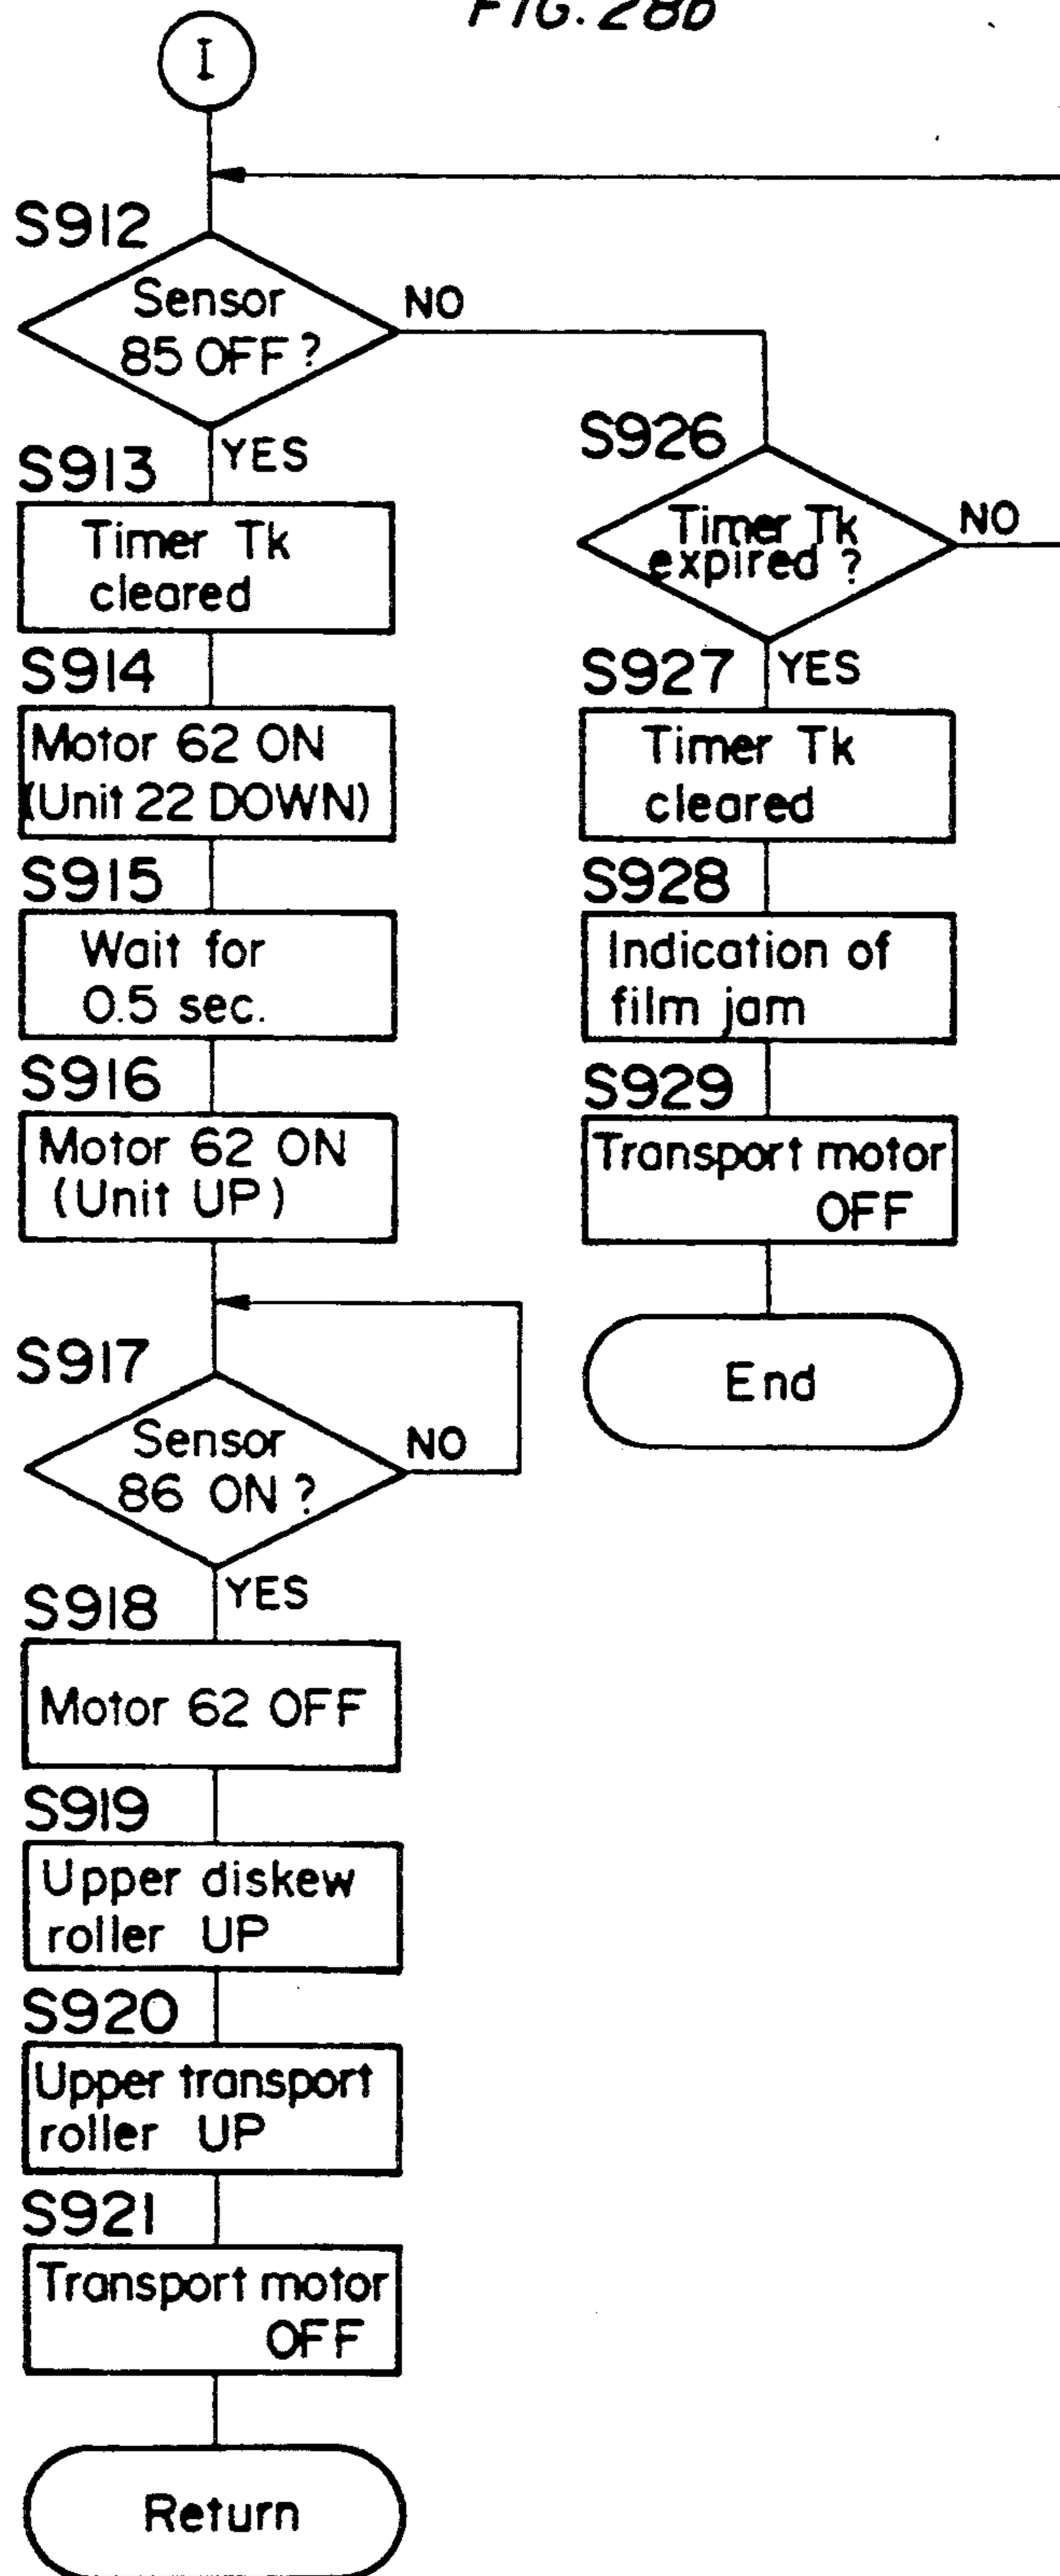 FIG. 28b
I
S912
Sensor
85 OFF?
NO
YES
S913
Timer Tk
cleared
S914
Motor 62 ON
(Unit 22 DOWN)
S915
Wait for
0.5 sec.
S916
Motor 62 ON
(Unit UP)
S917
Sensor
86 ON?
NO
YES
S918
Motor 62 OFF
S919
Upper diskew
roller UP
S920
Upper transport
roller UP
S921
Transport motor
OFF
Return
S926
Timer Tk
expired?
NO
YES
S927
Timer Tk
cleared
S928
Indication of
film jam
S929
Transport motor
OFF
End